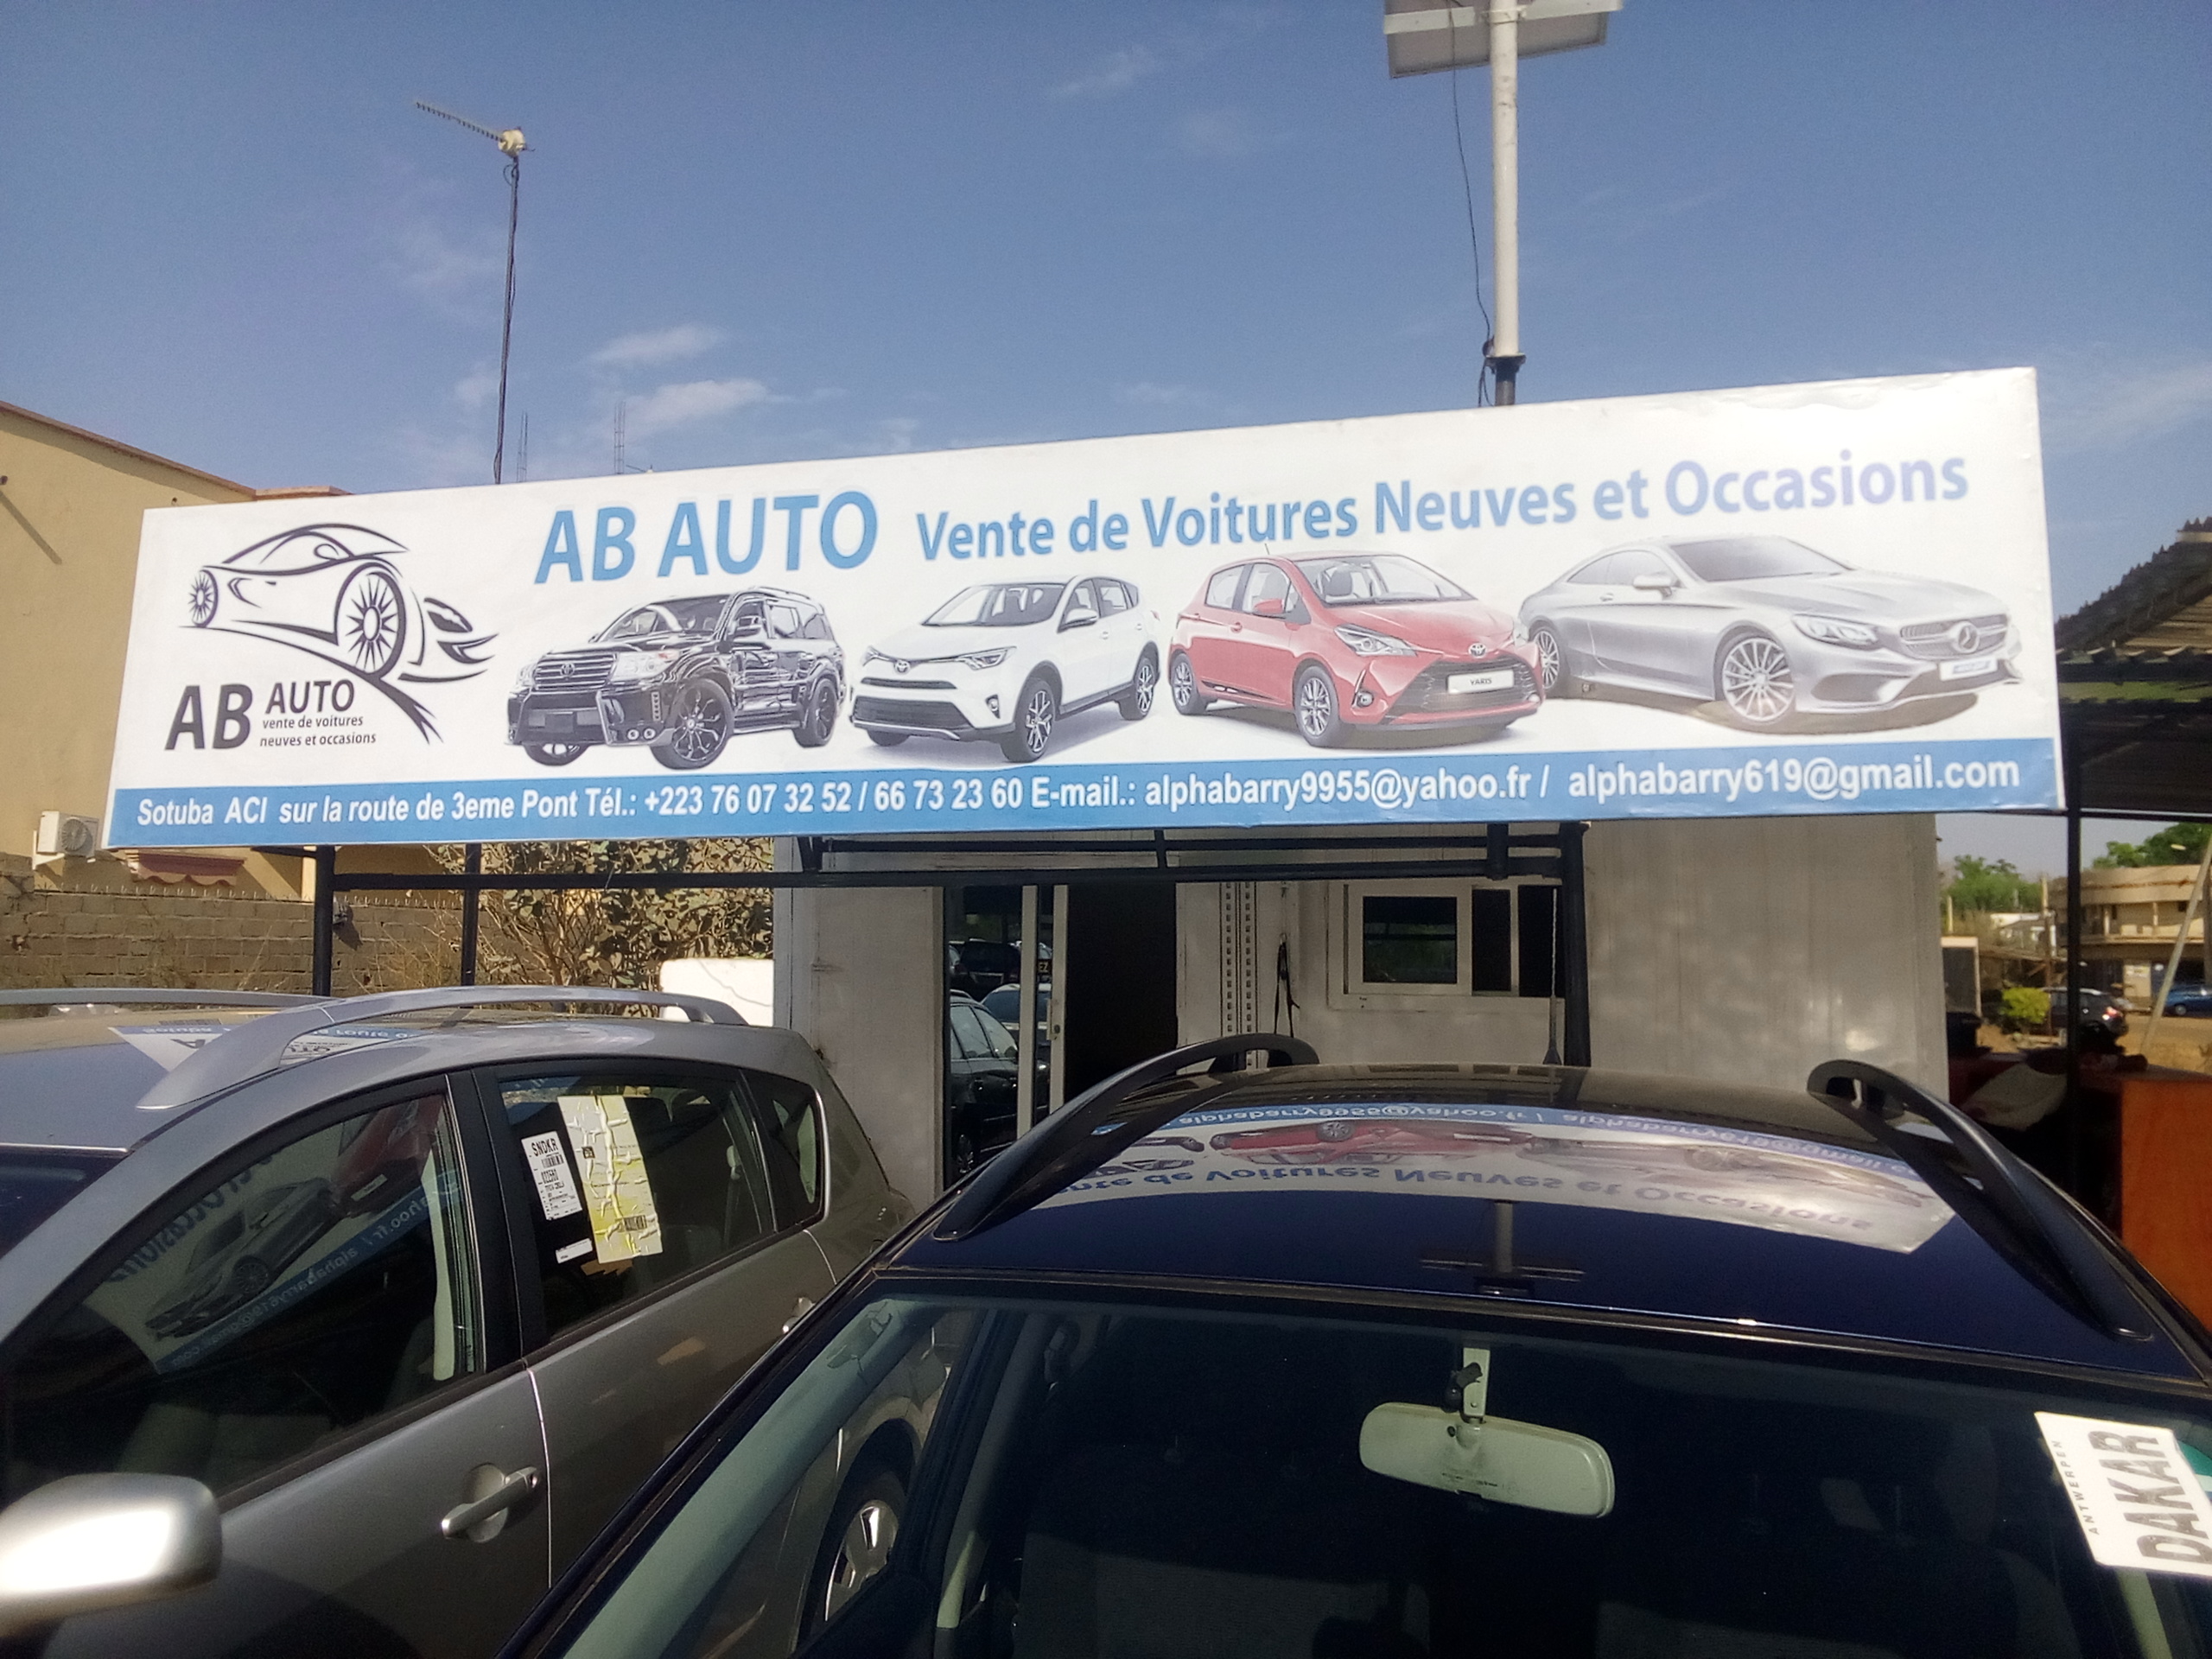 AB AUTO Vente de Voitures Neuves et Occasions
AB AUTO
vente de voitures
neuves et occasions
YARIS
Sotuba ACI sur la route de 3eme Pont Tél.: +223 76 07 32 52 / 66 73 23 60 E-mail.: alphabarry9955@yahoo.fr / alphabarry619@gmail.com
SNDKR
ANTWERPEN
DAKAR